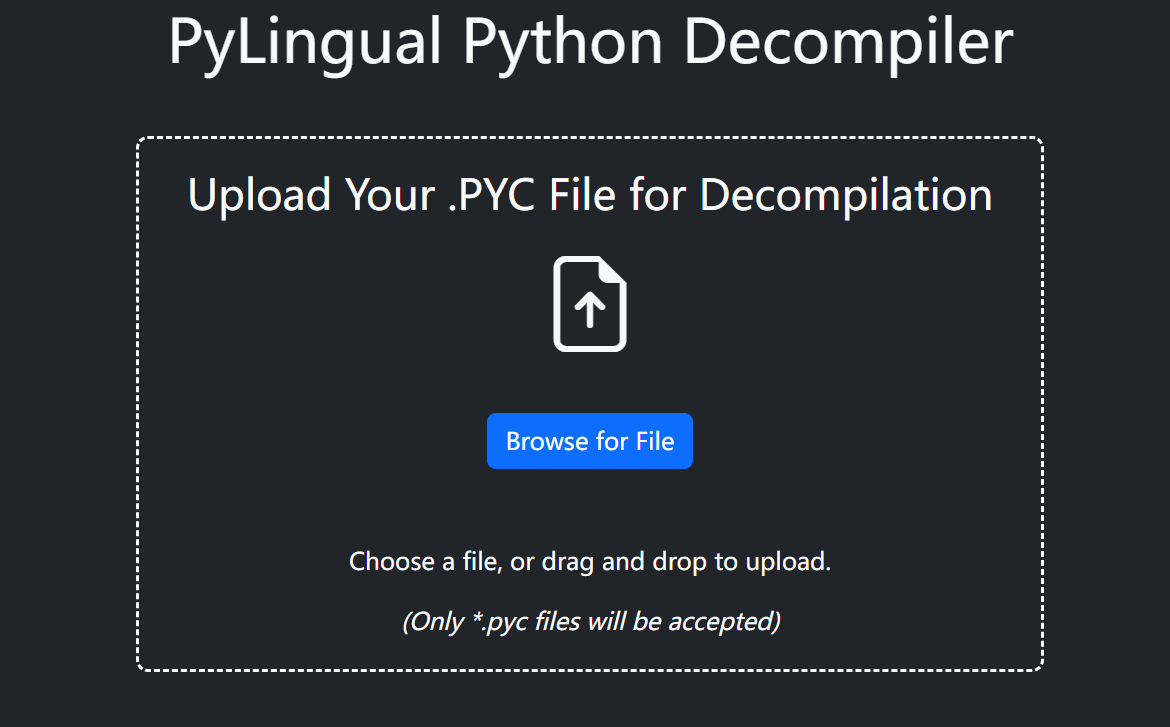 PyLingual Python Decompiler
Upload Your .PYC File for Decompilation
Browse for File
Choose a file, or drag and drop to upload.
(Only *.pyc files will be accepted)